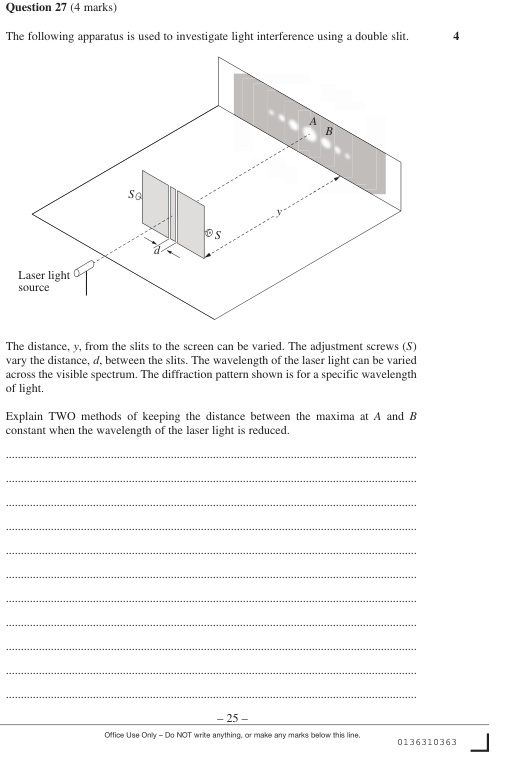 Question 27 (4 marks)
The following apparatus is used to investigate light interference using a double slit. 4
A
B
S
y
S
d
Laser light
source
The distance, y, from the slits to the screen can be varied. The adjustment screws (S)
vary the distance, d, between the slits. The wavelength of the laser light can be varied
across the visible spectrum. The diffraction pattern shown is for a specific wavelength
of light.
Explain TWO methods of keeping the distance between the maxima at A and B
constant when the wavelength of the laser light is reduced.
– 25 –
Office Use Only – Do NOT write anything, or make any marks below this line.
0136310363